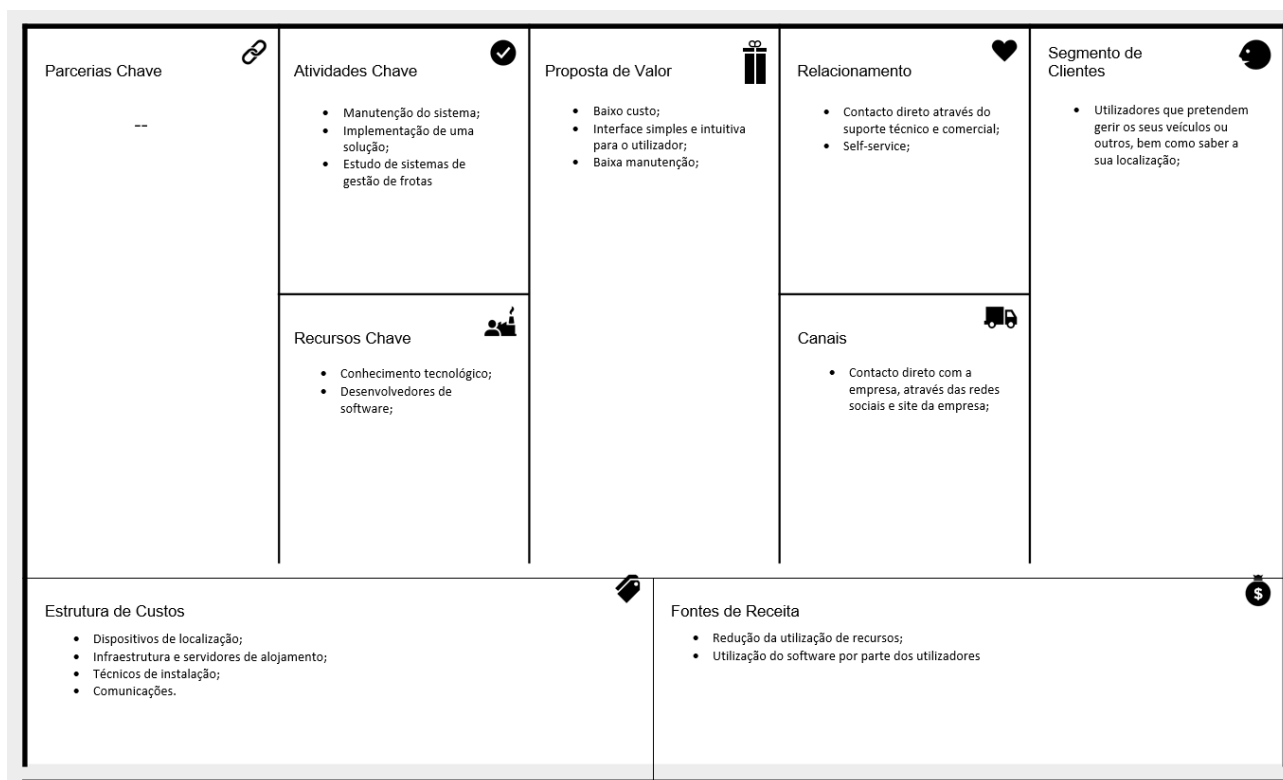 Parcerias Chave
--
Atividades Chave
• Manutenção do sistema;
• Implementação de uma
solução;
• Estudo de sistemas de
gestão de frotas
Recursos Chave
• Conhecimento tecnológico;
• Desenvolvedores de
software;
Proposta de Valor
• Baixo custo;
• Interface simples e intuitiva
para o utilizador;
• Baixa manutenção;
Relacionamento
• Contacto direto através do
suporte técnico e comercial;
• Self-service;
Canais
• Contacto direto com a
empresa, através das redes
sociais e site da empresa;
Segmento de
Clientes
• Utilizadores que pretendem
gerir os seus veículos ou
outros, bem como saber a
sua localização;
Estrutura de Custos
• Dispositivos de localização;
• Infraestrutura e servidores de alojamento;
• Técnicos de instalação;
• Comunicações.
Fontes de Receita
$
• Redução da utilização de recursos;
• Utilização do software por parte dos utilizadores